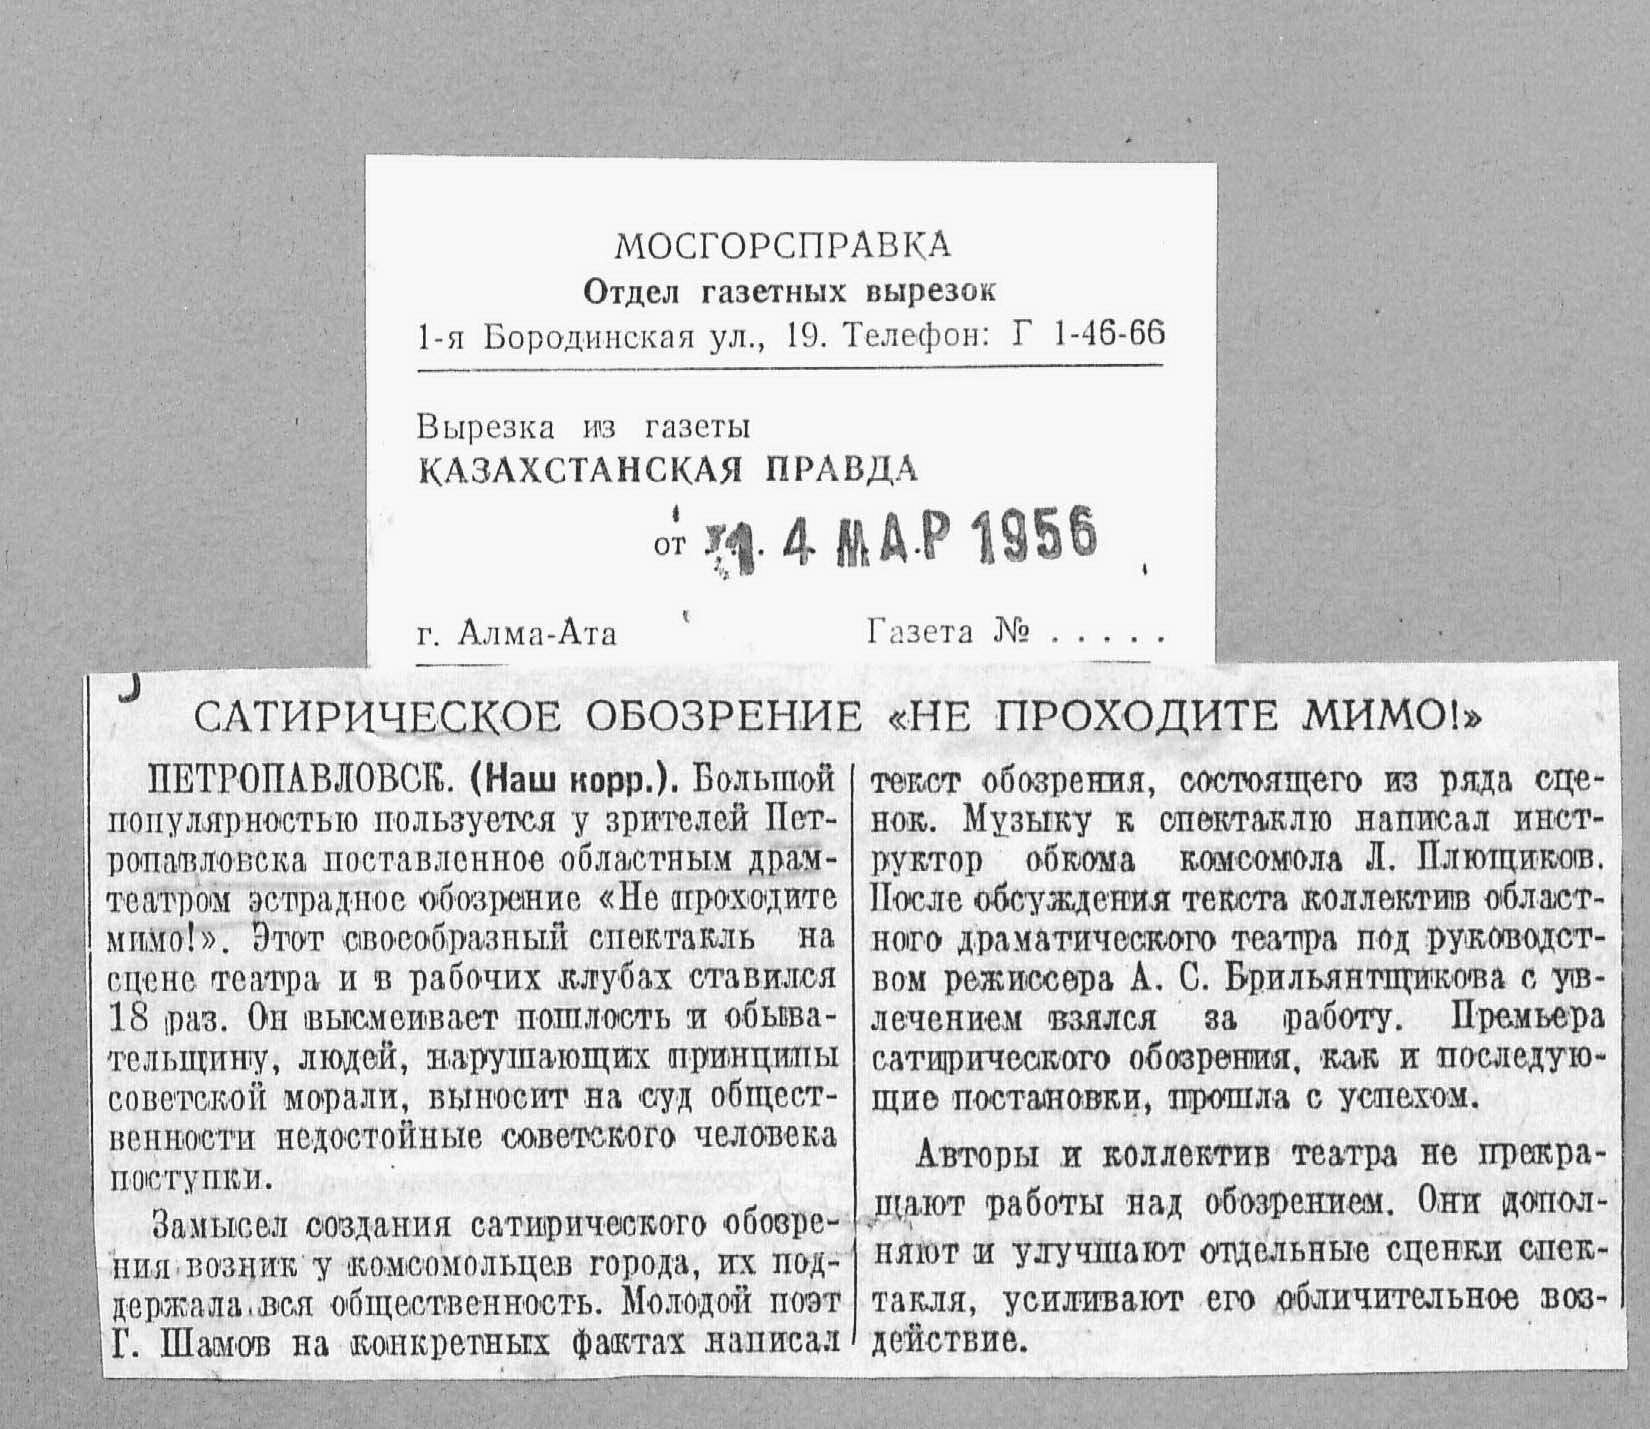 МОСГОРСПРАВКА
Отдел газетных вырезок
1-я Бородинская ул., 19. Телефон: Г 1-46-66
Вырезка из газеты
КАЗАХСТАНСКАЯ ПРАВДА
от 4 МАР 1956
г. Алма-Ата Газета № . . . . .
САТИРИЧЕСКОЕ ОБОЗРЕНИЕ «НЕ ПРОХОДИТЕ МИМО!»
ПЕТРОПАВЛОВСК. (Наш корр.). Большой
популярностью пользуется у зрителей Пет-
ропавловска поставленное областным драм-
театром эстрадное обозрение «Не проходите
мимо!». Этот своеобразный спектакль на
сцене театра и в рабочих клубах ставился
18 раз. Он высмеивает пошлость и обыва-
тельщину, людей, нарушающих принципы
советской морали, выносит на суд общест-
венности недостойные советского человека
поступки.
Замысел создания сатирического обозре-
ния возник у комсомольцев города, их под-
держала вся общественность. Молодой поэт
Г. Шамов на конкретных фактах написал
текст обозрения, состоящего из ряда сце-
нок. Музыку к спектаклю написал инст-
руктор обкома комсомола Л. Плющиков.
После обсуждения текста коллектив област-
ного драматического театра под руководст-
вом режиссера А. С. Брильянтщикова с ув-
лечением взялся за работу. Премьера
сатирического обозрения, как и последую-
щие постановки, прошла с успехом.
Авторы и коллектив театра не прекра-
щают работы над обозрением. Они допол-
няют и улучшают отдельные сценки спек-
такля, усиливают его обличительное воз-
действие.